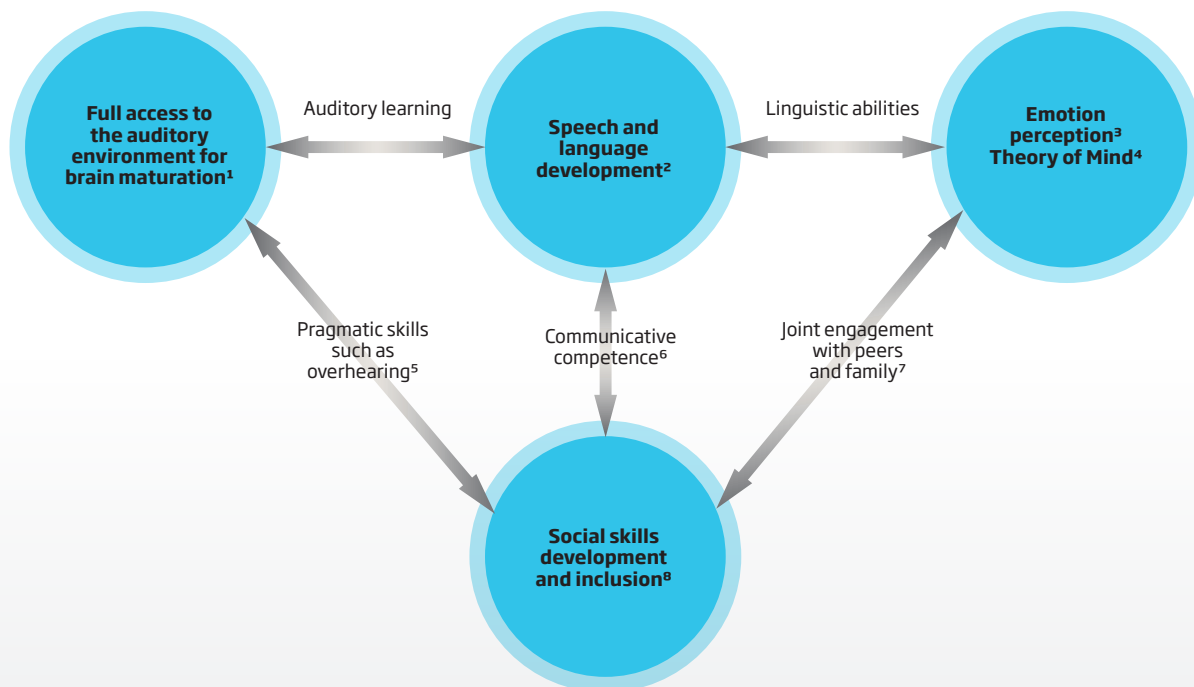 Full access to
the auditory
environment for
brain maturation¹
Auditory learning
Speech and
language
development²
Linguistic abilities
Emotion
perception³
Theory of Mind⁴
Pragmatic skills
such as
overhearing⁵
Communicative
competence⁶
Joint engagement
with peers
and family⁷
Social skills
development
and inclusion⁸